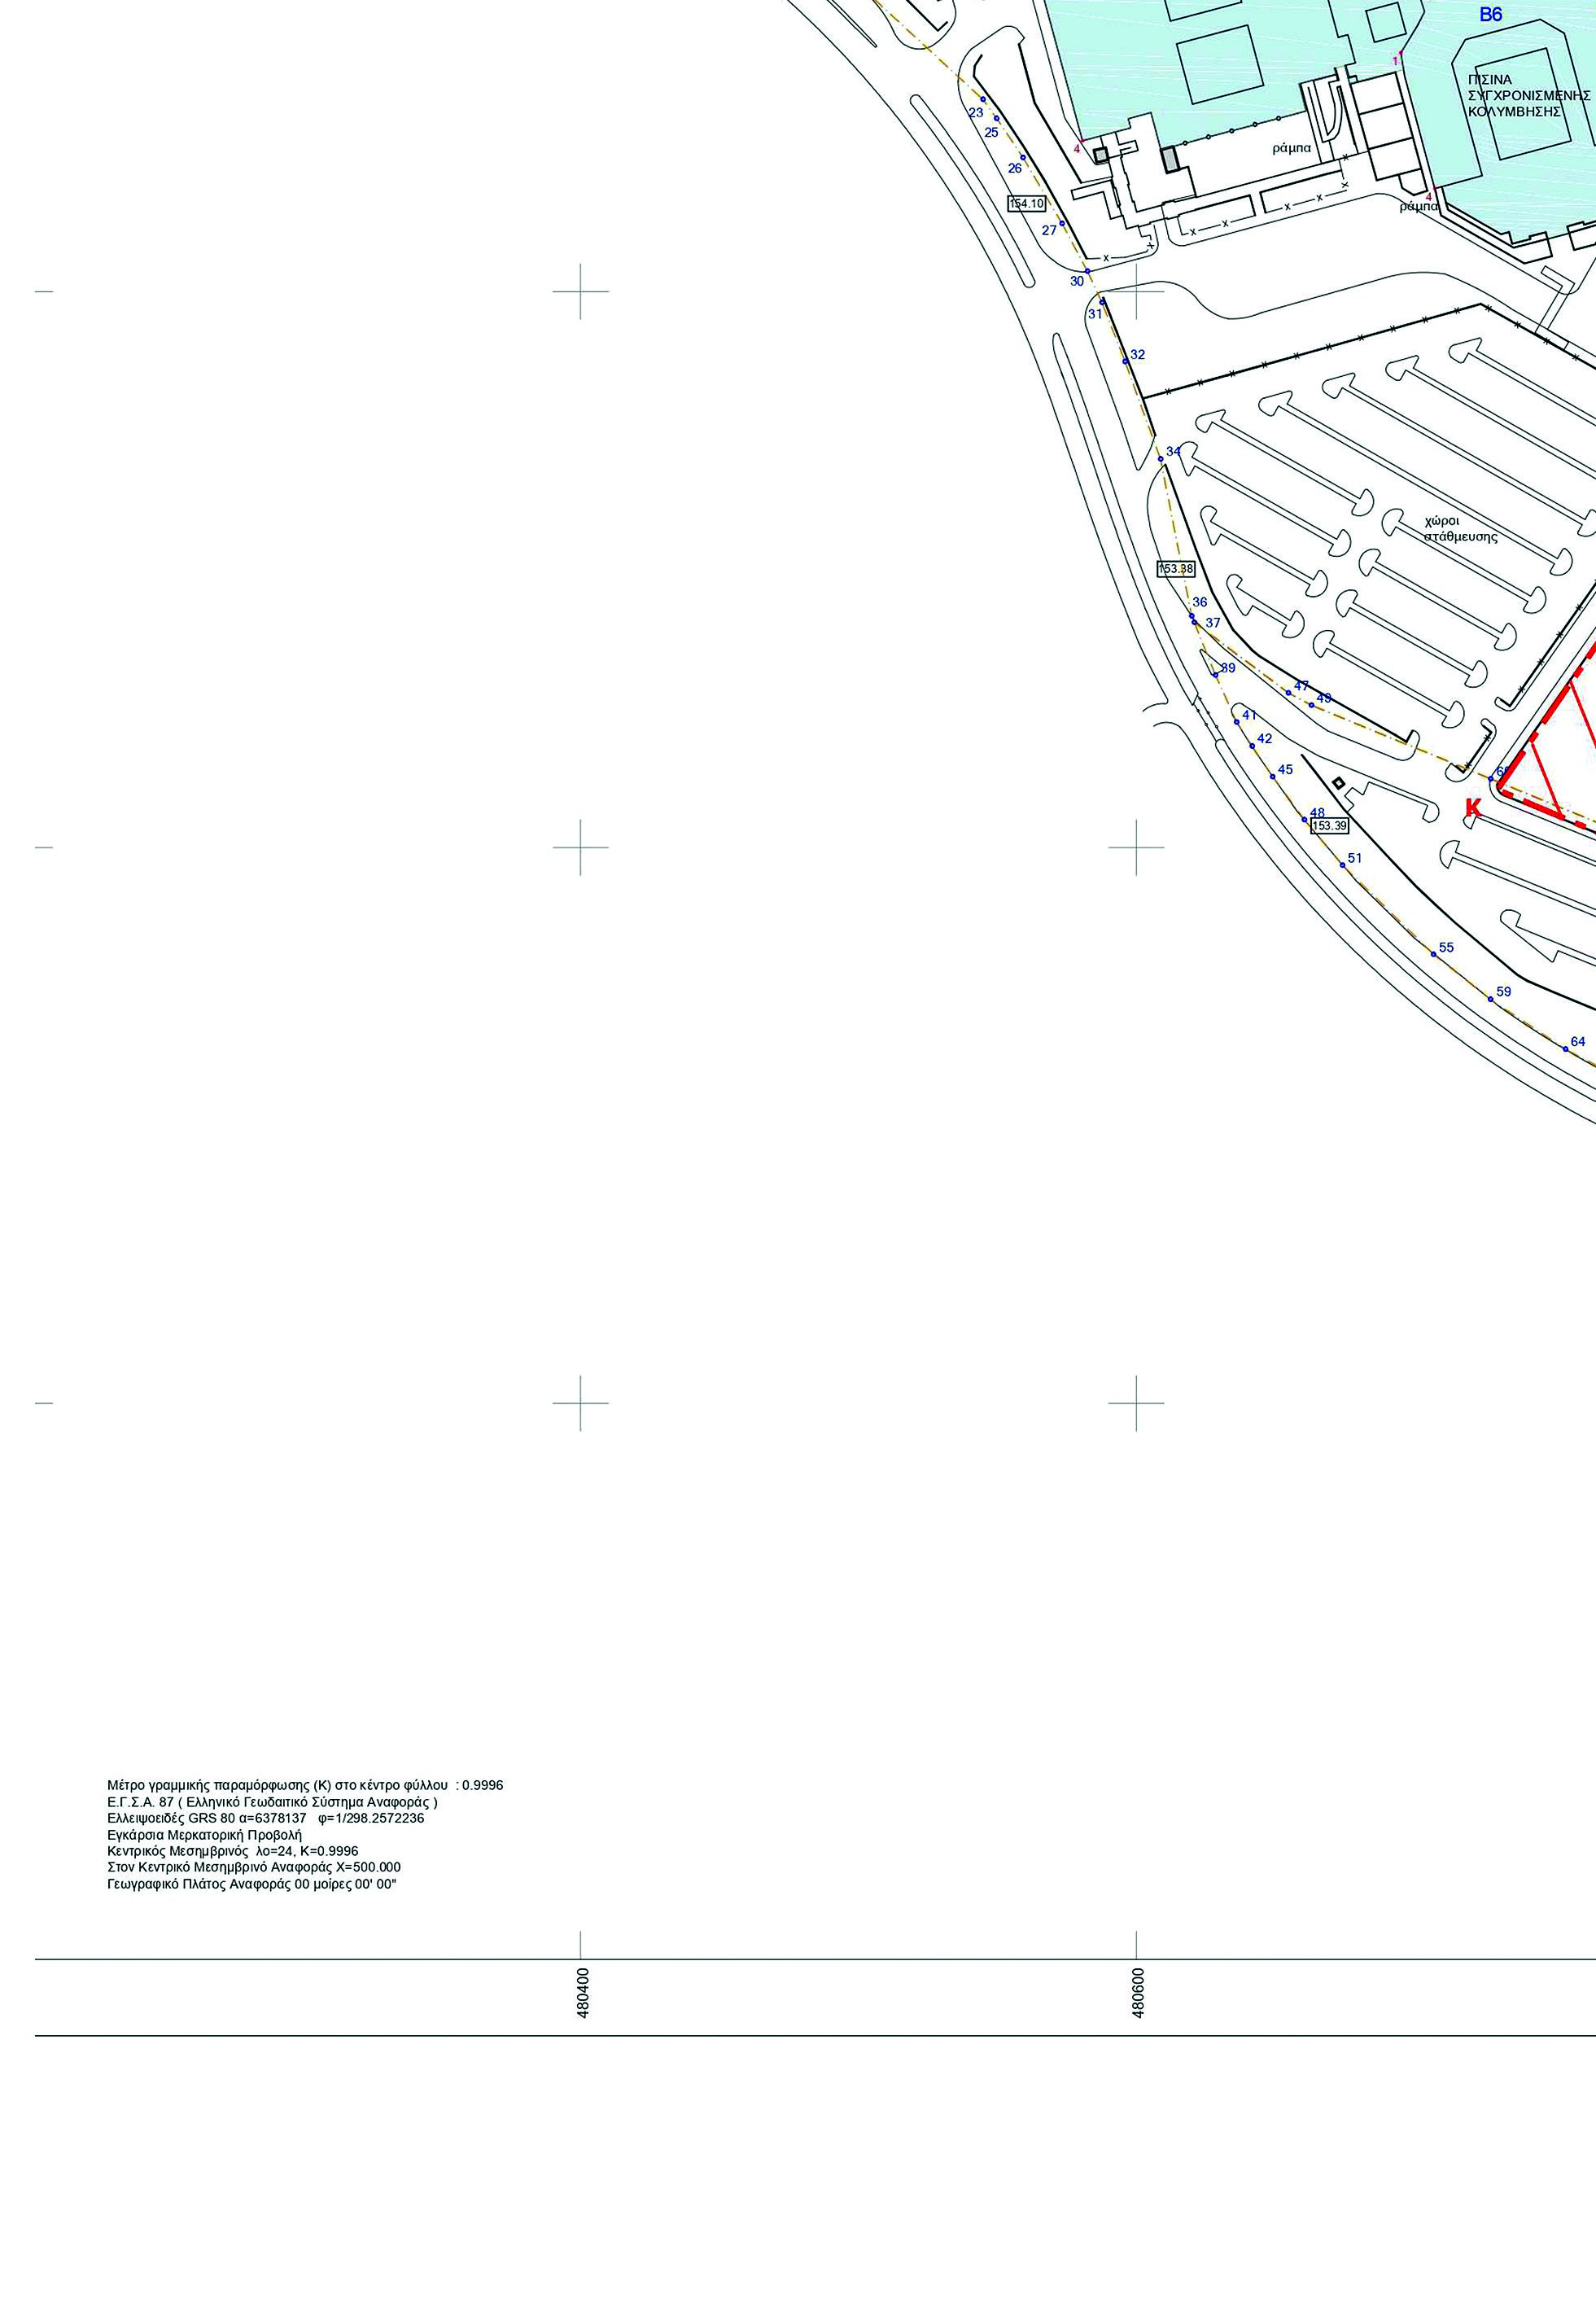 B6
1
ΠΙΣΙΝΑ
ΣΥΓΧΡΟΝΙΣΜΕΝΗΣ
ΚΟΛΥΜΒΗΣΗΣ
23
25
4
ράμπα
26
4
154.10
ράμπα
27
30
31
32
34
χώροι
στάθμευσης
153.38
36
37
39
47
49
41
42
45
K
48
153.39
51
55
59
64
Μέτρο γραμμικής παραμόρφωσης (Κ) στο κέντρο φύλλου : 0.9996
Ε.Γ.Σ.Α. 87 ( Ελληνικό Γεωδαιτικό Σύστημα Αναφοράς )
Ελλειψοειδές GRS 80 α=6378137 φ=1/298.2572236
Εγκάρσια Μερκατορική Προβολή
Κεντρικός Μεσημβρινός λο=24, Κ=0.9996
Στον Κεντρικό Μεσημβρινό Αναφοράς Χ=500.000
Γεωγραφικό Πλάτος Αναφοράς 00 μοίρες 00' 00"
480400
480600